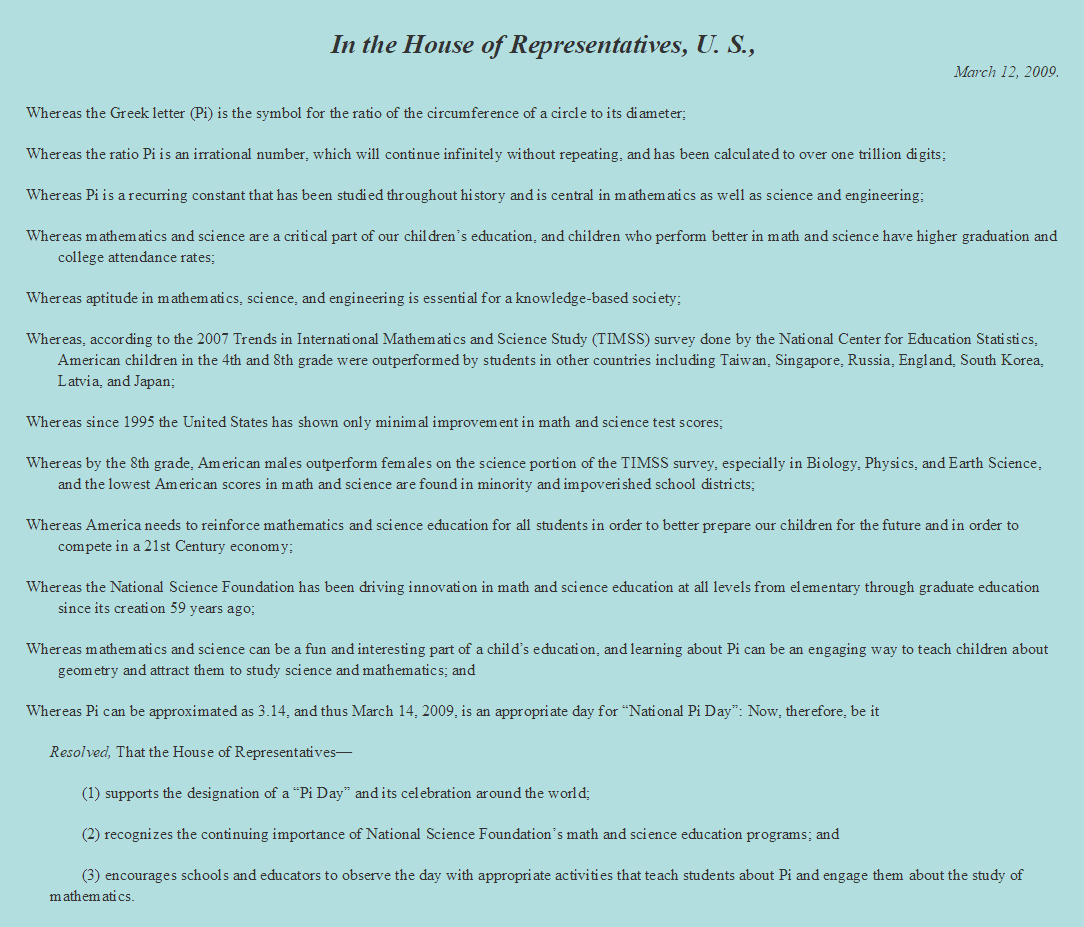 In the House of Representatives, U. S.,
March 12, 2009.
Whereas the Greek letter (Pi) is the symbol for the ratio of the circumference of a circle to its diameter;
Whereas the ratio Pi is an irrational number, which will continue infinitely without repeating, and has been calculated to over one trillion digits;
Whereas Pi is a recurring constant that has been studied throughout history and is central in mathematics as well as science and engineering;
Whereas mathematics and science are a critical part of our children’s education, and children who perform better in math and science have higher graduation and
college attendance rates;
Whereas aptitude in mathematics, science, and engineering is essential for a knowledge-based society;
Whereas, according to the 2007 Trends in International Mathematics and Science Study (TIMSS) survey done by the National Center for Education Statistics,
American children in the 4th and 8th grade were outperformed by students in other countries including Taiwan, Singapore, Russia, England, South Korea,
Latvia, and Japan;
Whereas since 1995 the United States has shown only minimal improvement in math and science test scores;
Whereas by the 8th grade, American males outperform females on the science portion of the TIMSS survey, especially in Biology, Physics, and Earth Science,
and the lowest American scores in math and science are found in minority and impoverished school districts;
Whereas America needs to reinforce mathematics and science education for all students in order to better prepare our children for the future and in order to
compete in a 21st Century economy;
Whereas the National Science Foundation has been driving innovation in math and science education at all levels from elementary through graduate education
since its creation 59 years ago;
Whereas mathematics and science can be a fun and interesting part of a child’s education, and learning about Pi can be an engaging way to teach children about
geometry and attract them to study science and mathematics; and
Whereas Pi can be approximated as 3.14, and thus March 14, 2009, is an appropriate day for “National Pi Day”: Now, therefore, be it
Resolved, That the House of Representatives—
(1) supports the designation of a “Pi Day” and its celebration around the world;
(2) recognizes the continuing importance of National Science Foundation’s math and science education programs; and
(3) encourages schools and educators to observe the day with appropriate activities that teach students about Pi and engage them about the study of
mathematics.